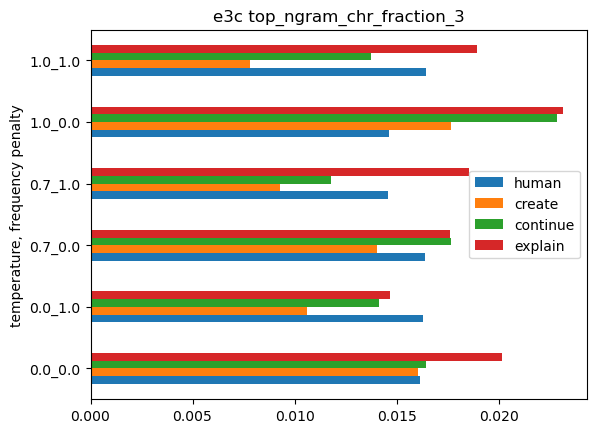 e3c top_ngram_chr_fraction_3
temperature, frequency penalty
1.0_1.0
1.0_0.0
0.7_1.0
0.7_0.0
0.0_1.0
0.0_0.0
human
create
continue
explain
0.000 0.005 0.010 0.015 0.020